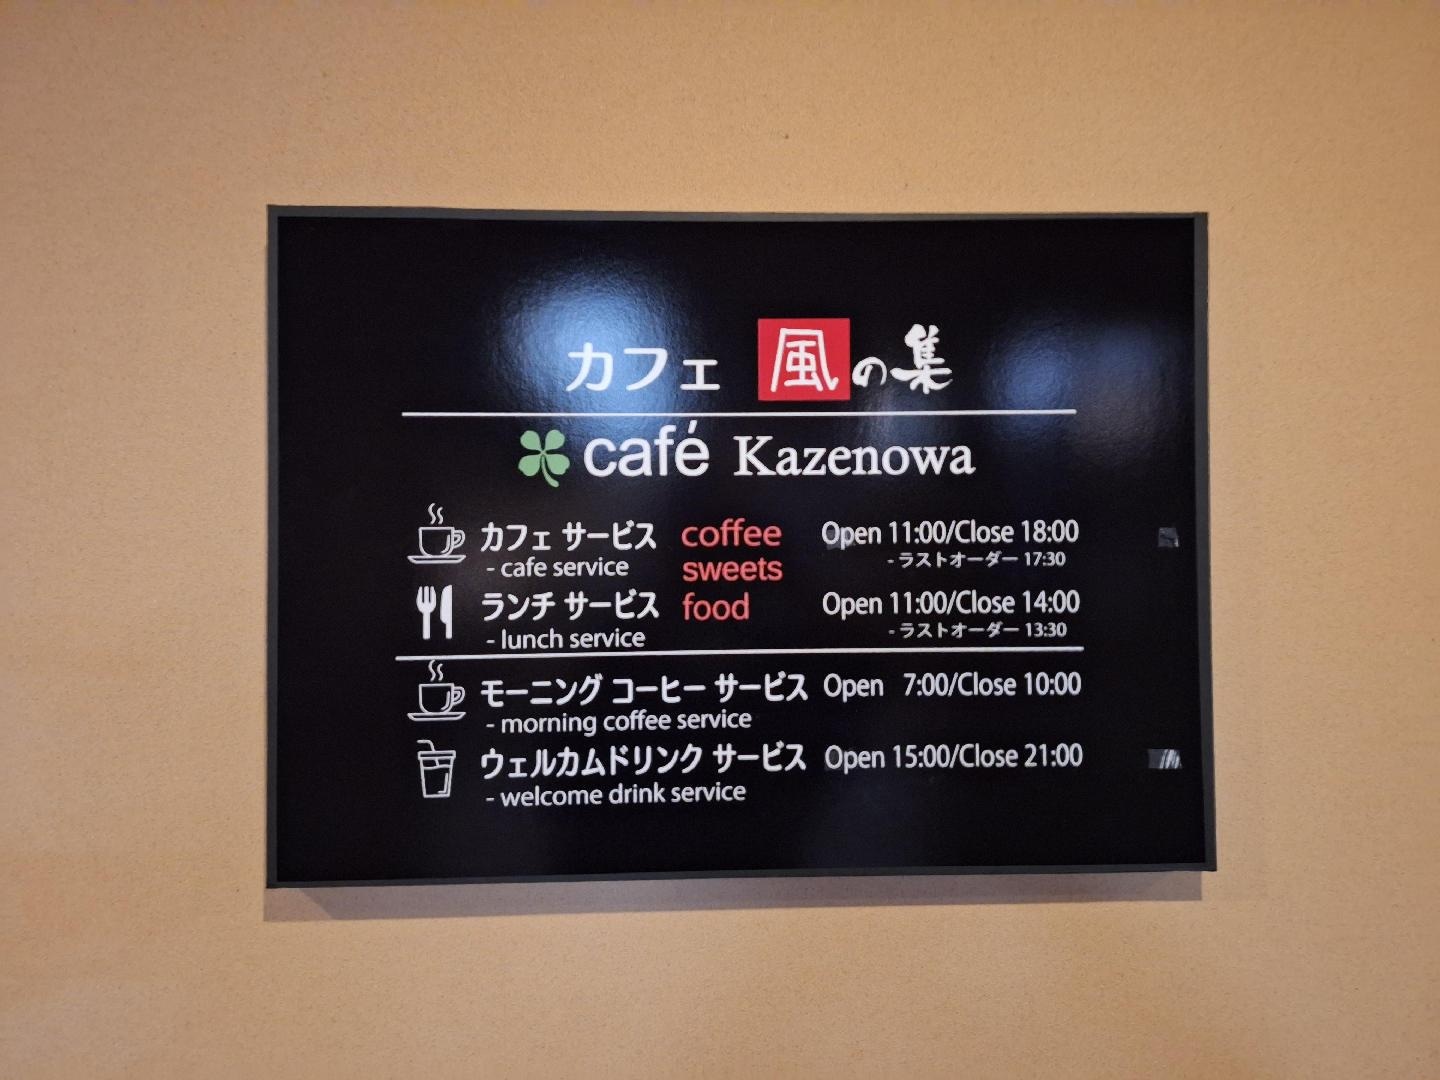 カフェ 風の集
café Kazenowa
カフェ サービス coffee Open 11:00/Close 18:00
- cafe service sweets - ラストオーダー 17:30
ランチ サービス food Open 11:00/Close 14:00
- lunch service - ラストオーダー 13:30
モーニング コーヒー サービス Open 7:00/Close 10:00
- morning coffee service
ウェルカムドリンク サービス Open 15:00/Close 21:00
- welcome drink service